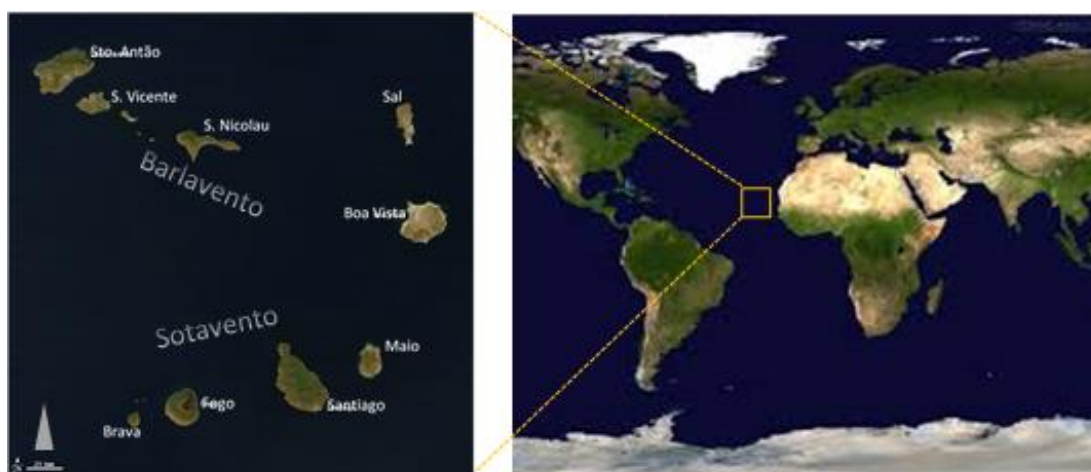 Sto. Antão
S. Vicente
S. Nicolau
Sal
Barlavento
Boa Vista
Sotavento
Maio
Santiago
Fogo
Brava